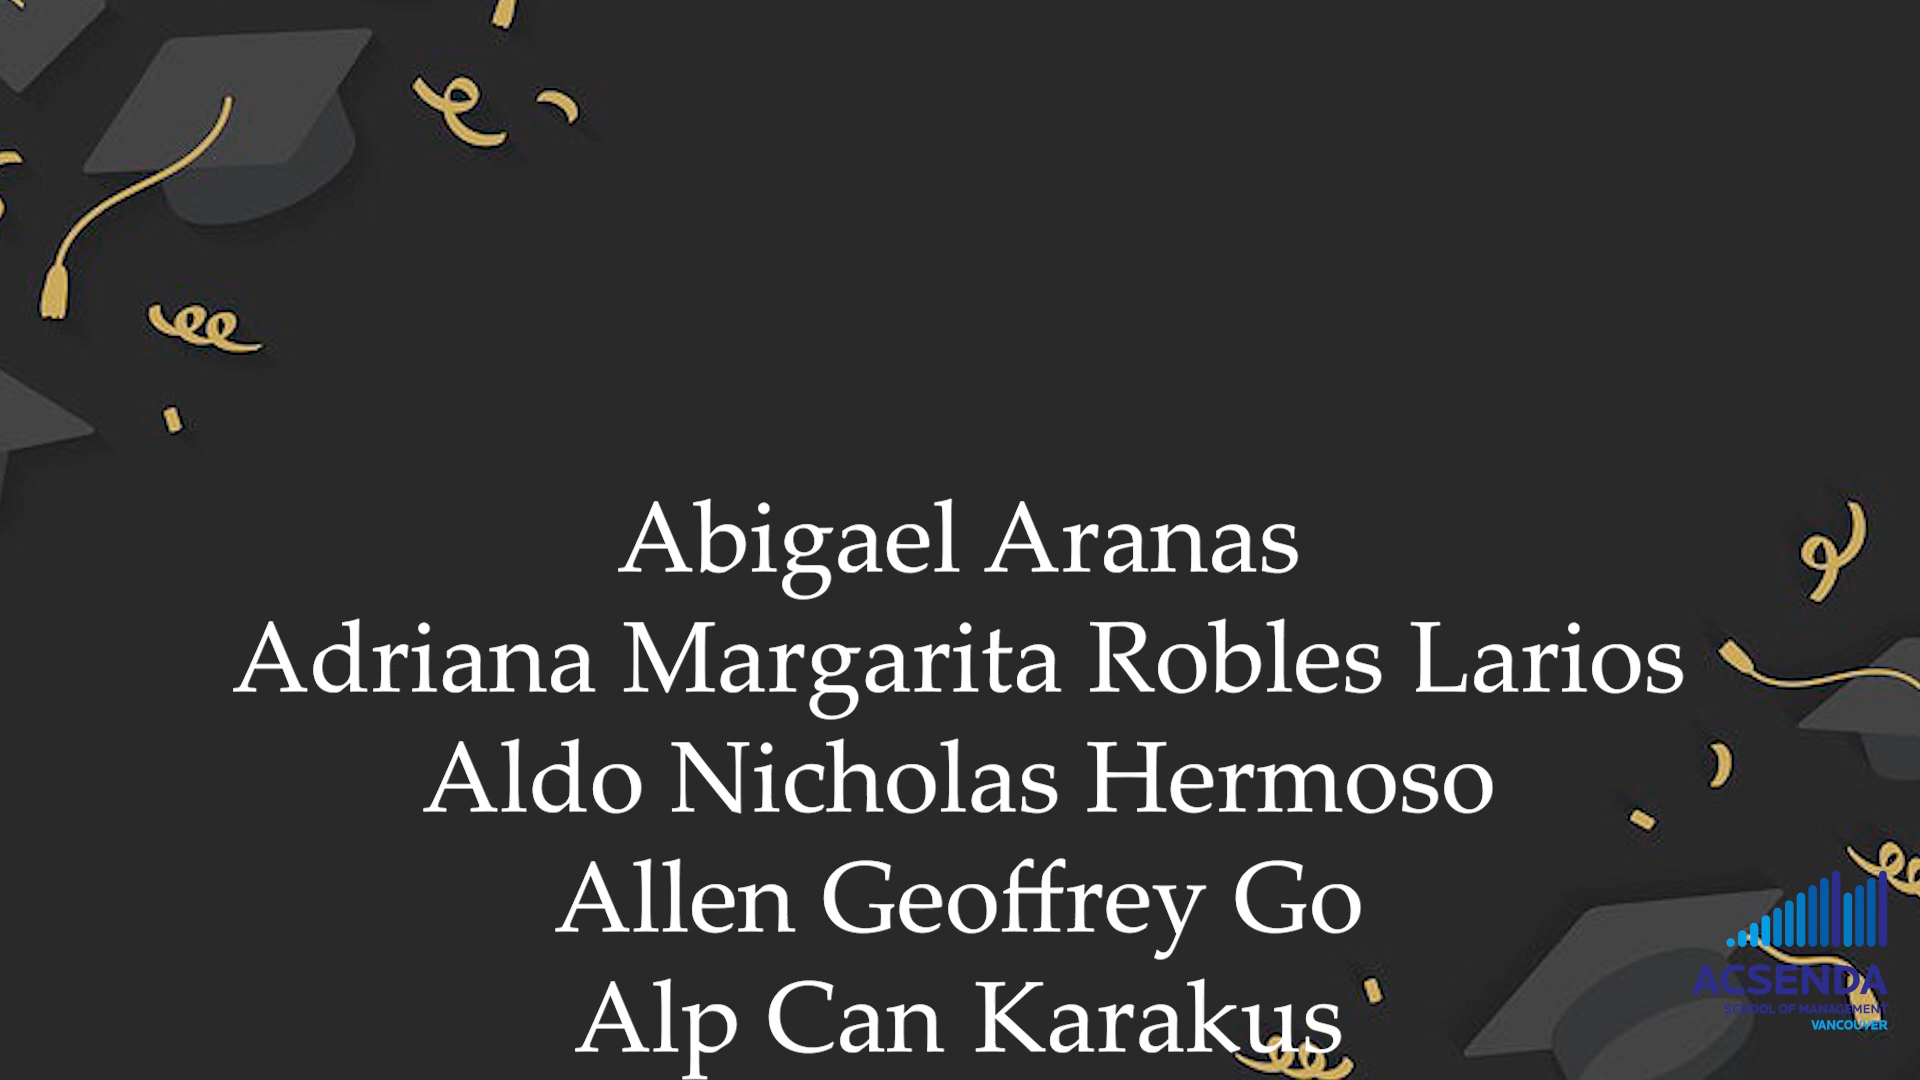 Abigael Aranas
Adriana Margarita Robles Larios
Aldo Nicholas Hermoso
Allen Geoffrey Go
Alp Can Karakus
ACSENDA
SCHOOL OF MANAGEMENT
VANCOUVER